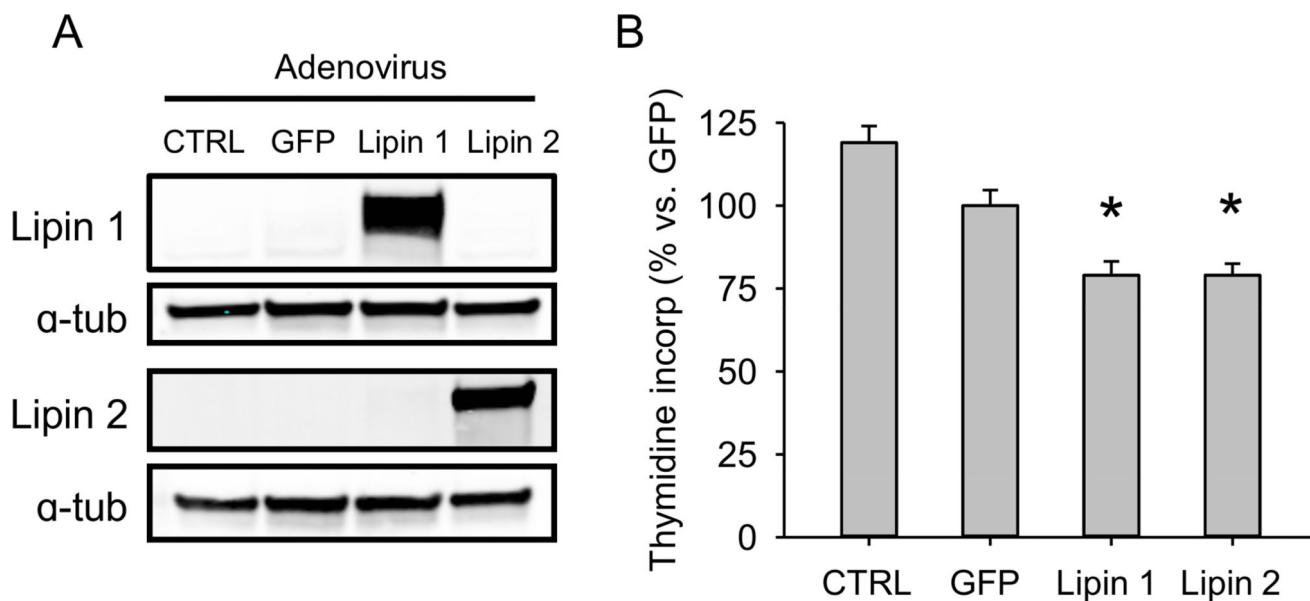 A
Adenovirus
CTRL GFP Lipin 1 Lipin 2
Lipin 1
α-tub
Lipin 2
α-tub
B
Thymidine incorp (% vs. GFP)
125
100
75
50
25
0
* *
CTRL GFP Lipin 1 Lipin 2